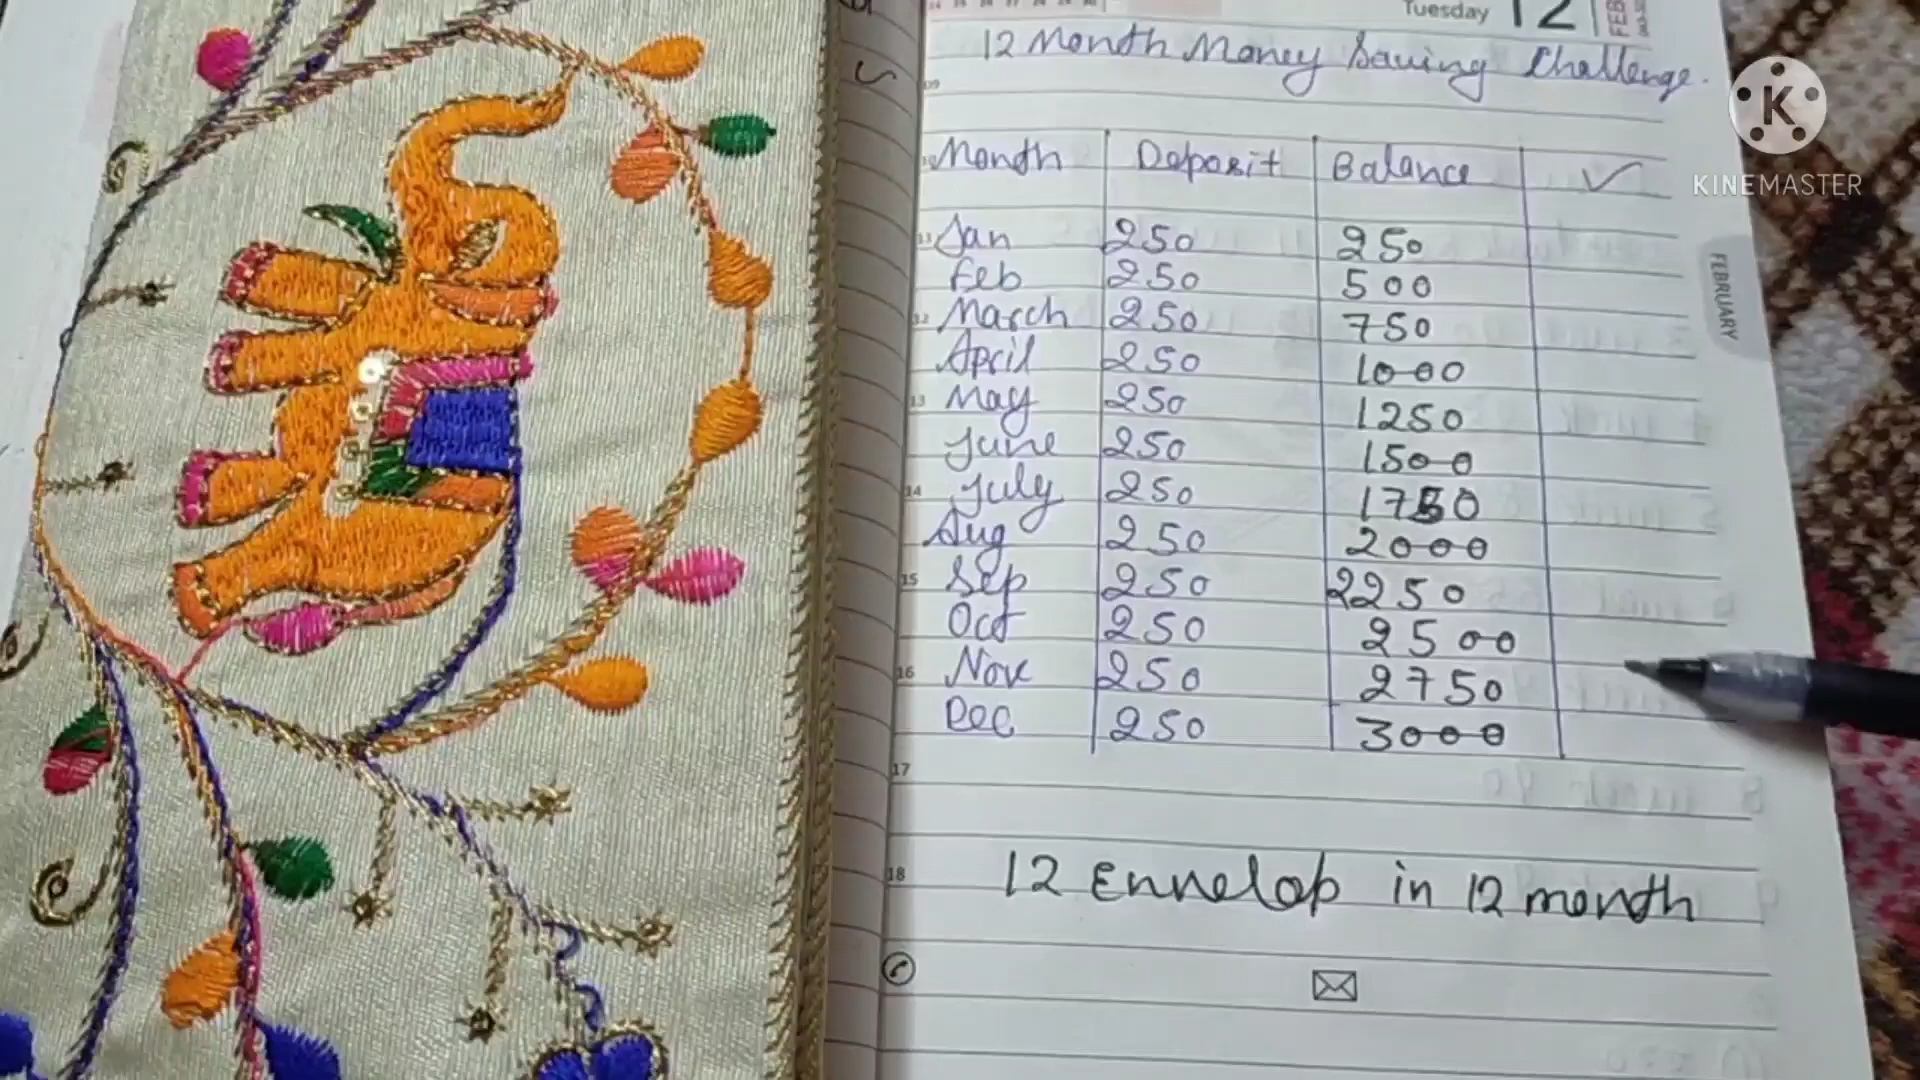 Tuesday 12
12 Month Money Saving Challenge.
KINEMASTER
Month Deposit Balance ✓
Jan 250 250
Feb 250 500
March 250 750
April 250 1000
May 250 1250
June 250 1500
July 250 1750
Aug 250 2000
Sep 250 2250
Oct 250 2500
Nov 250 2750
Dec 250 3000
FEBRUARY
12 Envelop in 12 month